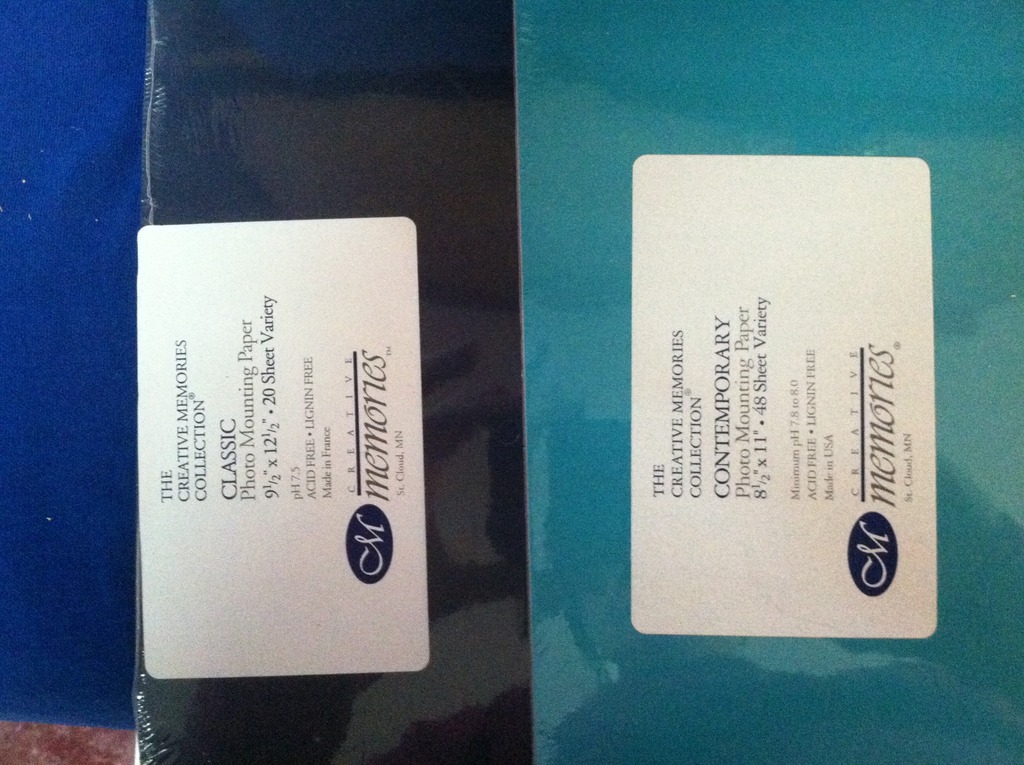 THE
CREATIVE MEMORIES
COLLECTION®
CLASSIC
Photo Mounting Paper
9½" x 12½" • 20 Sheet Variety
pH 7.5
ACID FREE • LIGNIN FREE
Made in France
M
CREATIVE
memories™
St. Cloud, MN
THE
CREATIVE MEMORIES
COLLECTION®
CONTEMPORARY
Photo Mounting Paper
8½" x 11" • 48 Sheet Variety
Minimum pH 7.8 to 8.0
ACID FREE • LIGNIN FREE
Made in USA
M
CREATIVE
memories®
St. Cloud, MN